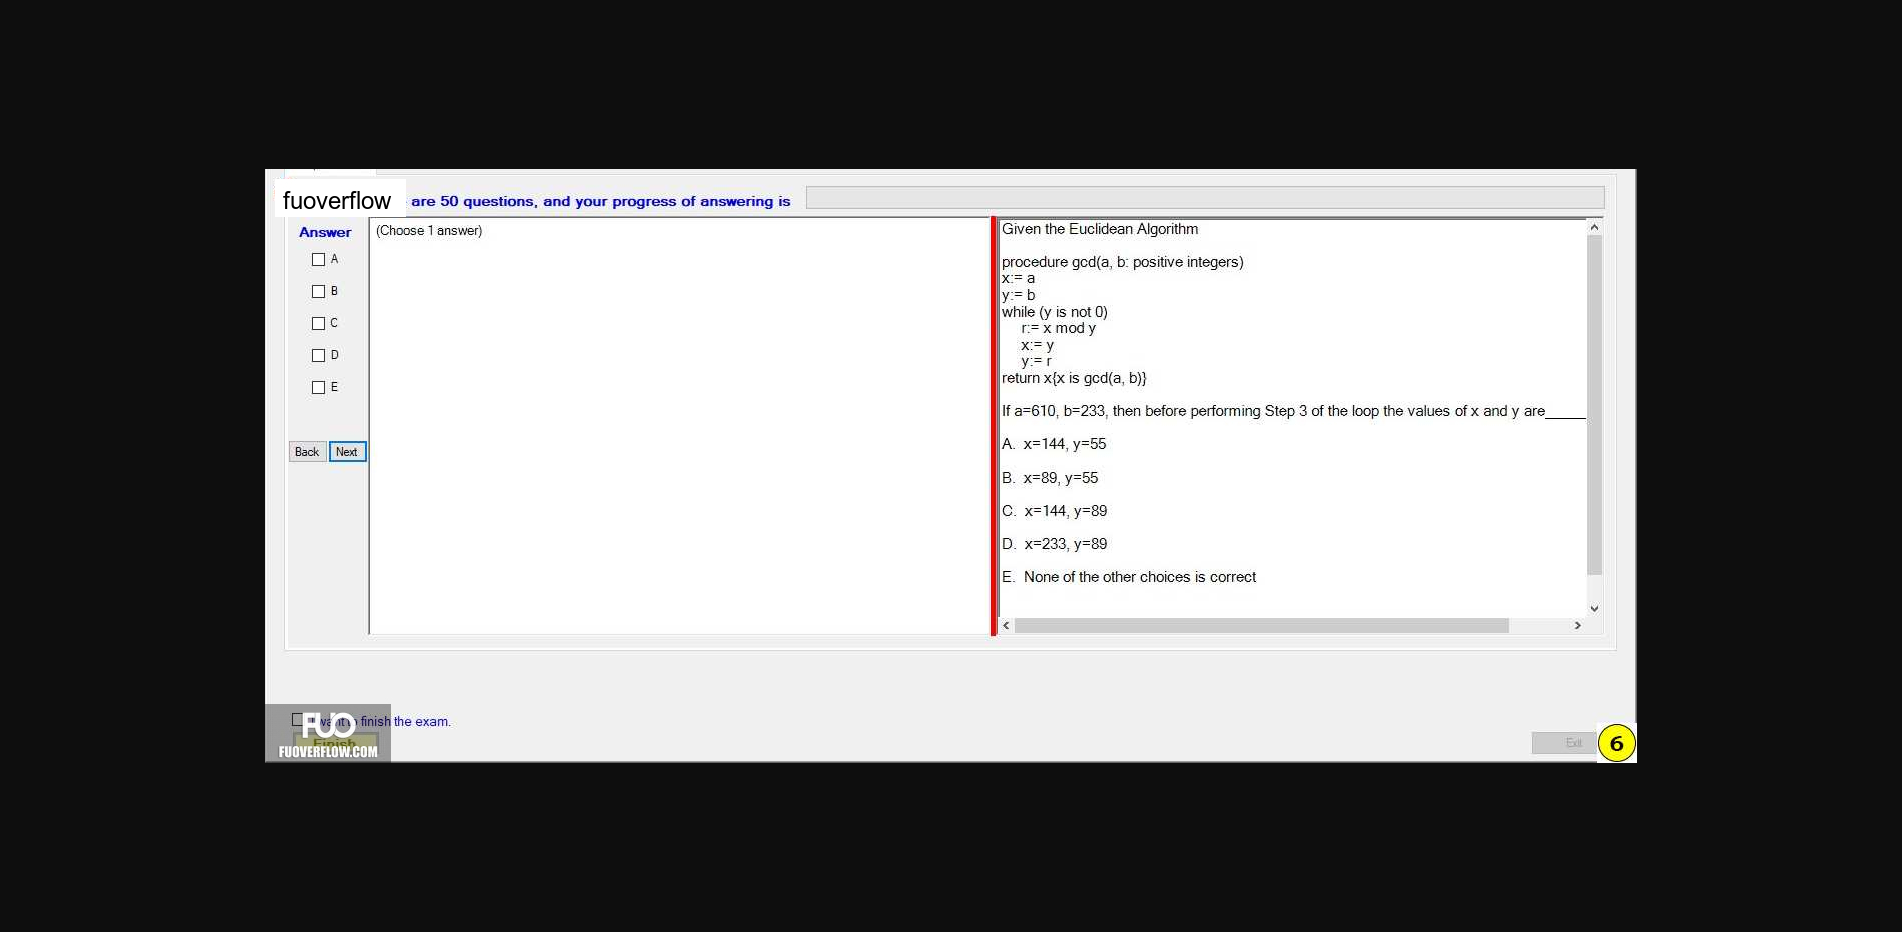 fuoverflow are 50 questions, and your progress of answering is
Answer
A
B
C
D
E
Back Next
(Choose 1 answer)
Given the Euclidean Algorithm
procedure gcd(a, b: positive integers)
x:= a
y:= b
while (y is not 0)
r:= x mod y
x:= y
y:= r
return x{x is gcd(a, b)}
If a=610, b=233, then before performing Step 3 of the loop the values of x and y are_____
A. x=144, y=55
B. x=89, y=55
C. x=144, y=89
D. x=233, y=89
E. None of the other choices is correct
I want to finish the exam.
FUO
Finish
FUOVERFLOW.COM
Exit
6